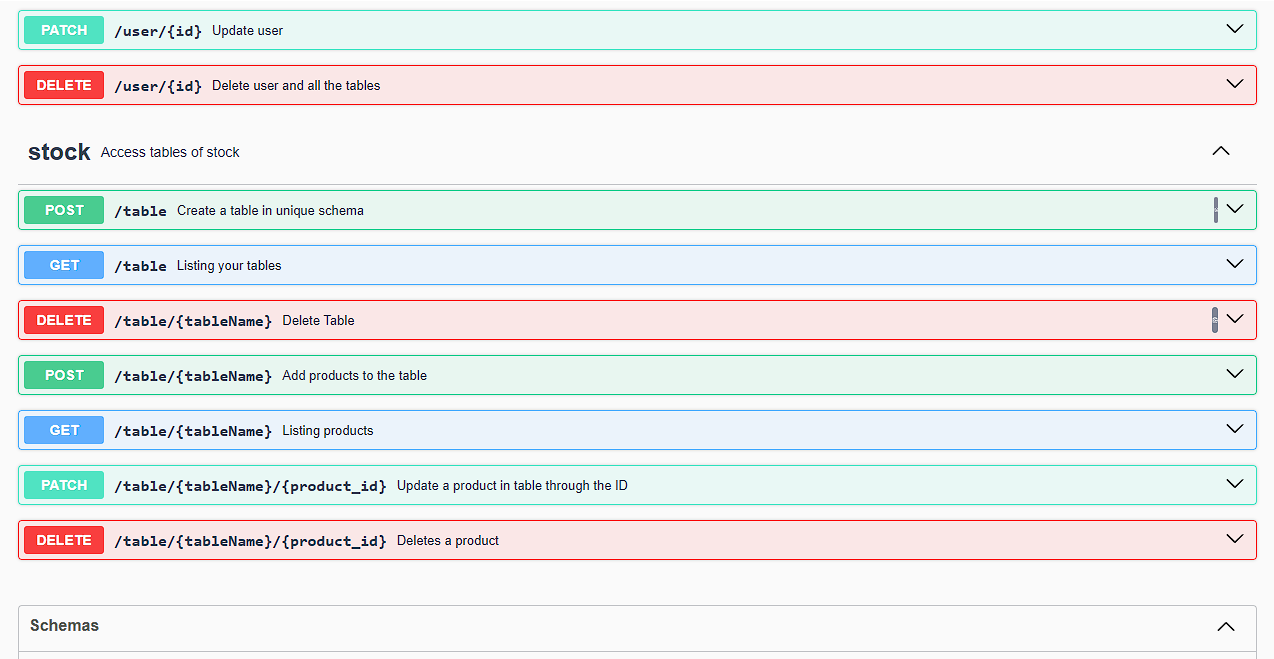 PATCH /user/{id} Update user
DELETE /user/{id} Delete user and all the tables
stock Access tables of stock
POST /table Create a table in unique schema
GET /table Listing your tables
DELETE /table/{tableName} Delete Table
POST /table/{tableName} Add products to the table
GET /table/{tableName} Listing products
PATCH /table/{tableName}/{product_id} Update a product in table through the ID
DELETE /table/{tableName}/{product_id} Deletes a product
Schemas